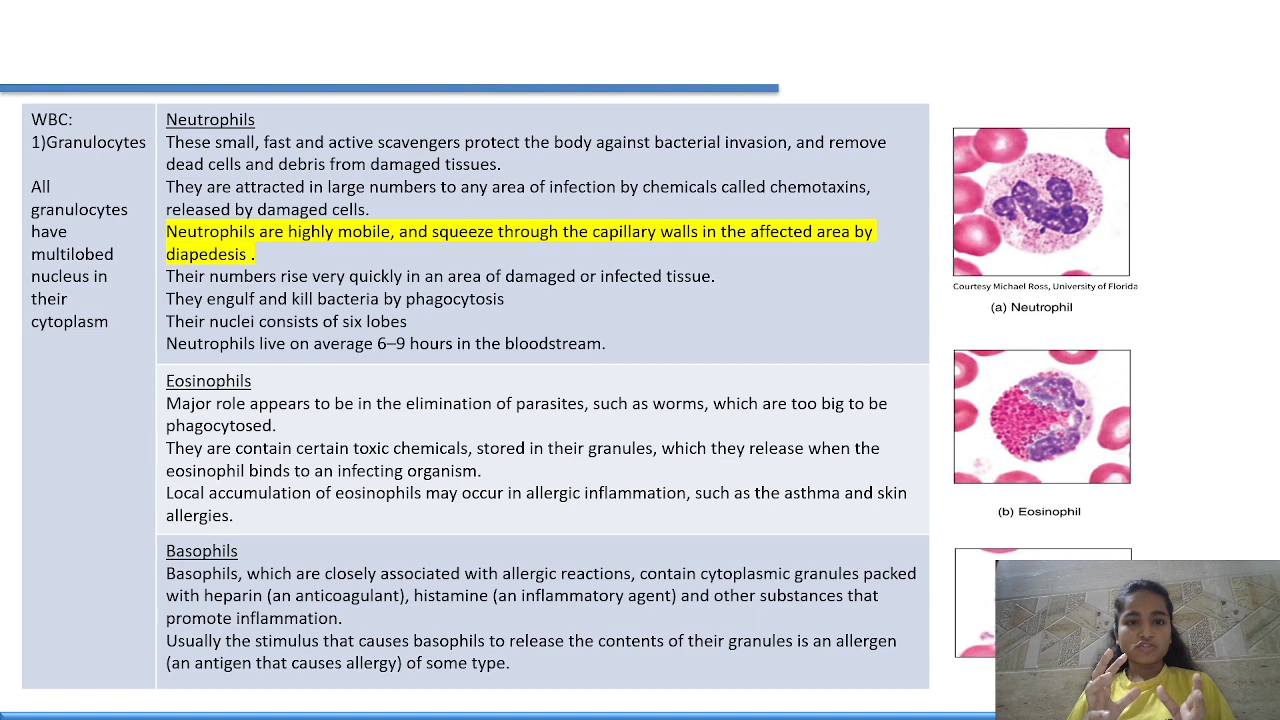 WBC:
1)Granulocytes
All
granulocytes
have
multilobed
nucleus in
their
cytoplasm
Neutrophils
These small, fast and active scavengers protect the body against bacterial invasion, and remove
dead cells and debris from damaged tissues.
They are attracted in large numbers to any area of infection by chemicals called chemotaxins,
released by damaged cells.
Neutrophils are highly mobile, and squeeze through the capillary walls in the affected area by
diapedesis .
Their numbers rise very quickly in an area of damaged or infected tissue.
They engulf and kill bacteria by phagocytosis
Their nuclei consists of six lobes
Neutrophils live on average 6–9 hours in the bloodstream.
Eosinophils
Major role appears to be in the elimination of parasites, such as worms, which are too big to be
phagocytosed.
They are contain certain toxic chemicals, stored in their granules, which they release when the
eosinophil binds to an infecting organism.
Local accumulation of eosinophils may occur in allergic inflammation, such as the asthma and skin
allergies.
Basophils
Basophils, which are closely associated with allergic reactions, contain cytoplasmic granules packed
with heparin (an anticoagulant), histamine (an inflammatory agent) and other substances that
promote inflammation.
Usually the stimulus that causes basophils to release the contents of their granules is an allergen
(an antigen that causes allergy) of some type.
Courtesy Michael Ross, University of Florida
(a) Neutrophil
(b) Eosinophil